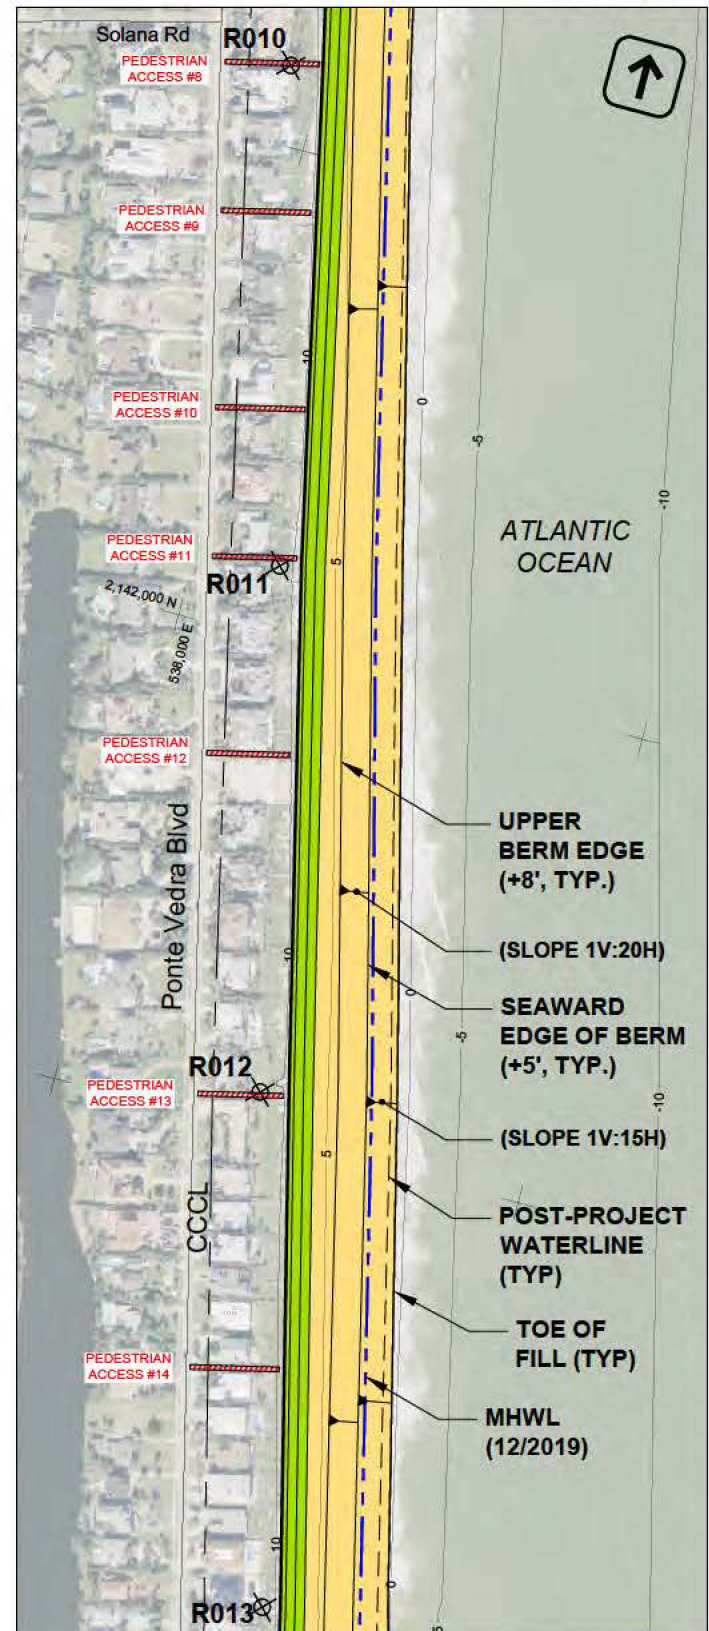 Solana Rd
R010
PEDESTRIAN
ACCESS #8
PEDESTRIAN
ACCESS #9
10
PEDESTRIAN
ACCESS #10
0
-5
-10
ATLANTIC
OCEAN
PEDESTRIAN
ACCESS #11
R011
5
2,142,000 N
538,000 E
PEDESTRIAN
ACCESS #12
Ponte Vedra Blvd
UPPER
BERM EDGE
(+8', TYP.)
10
(SLOPE 1V:20H)
0
SEAWARD
EDGE OF BERM
(+5', TYP.)
-5
R012
PEDESTRIAN
ACCESS #13
-10
(SLOPE 1V:15H)
5
CCCL
POST-PROJECT
WATERLINE
(TYP)
TOE OF
FILL (TYP)
PEDESTRIAN
ACCESS #14
MHWL
(12/2019)
10
0
R013